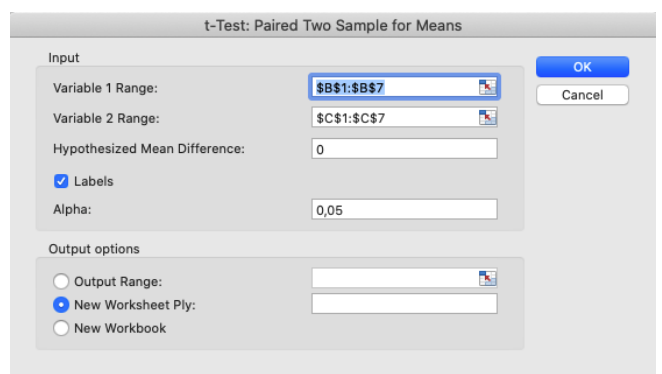 t-Test: Paired Two Sample for Means
Input
OK
Variable 1 Range: $B$1:$B$7
Cancel
Variable 2 Range: $C$1:$C$7
Hypothesized Mean Difference: 0
Labels
Alpha: 0,05
Output options
Output Range:
New Worksheet Ply:
New Workbook